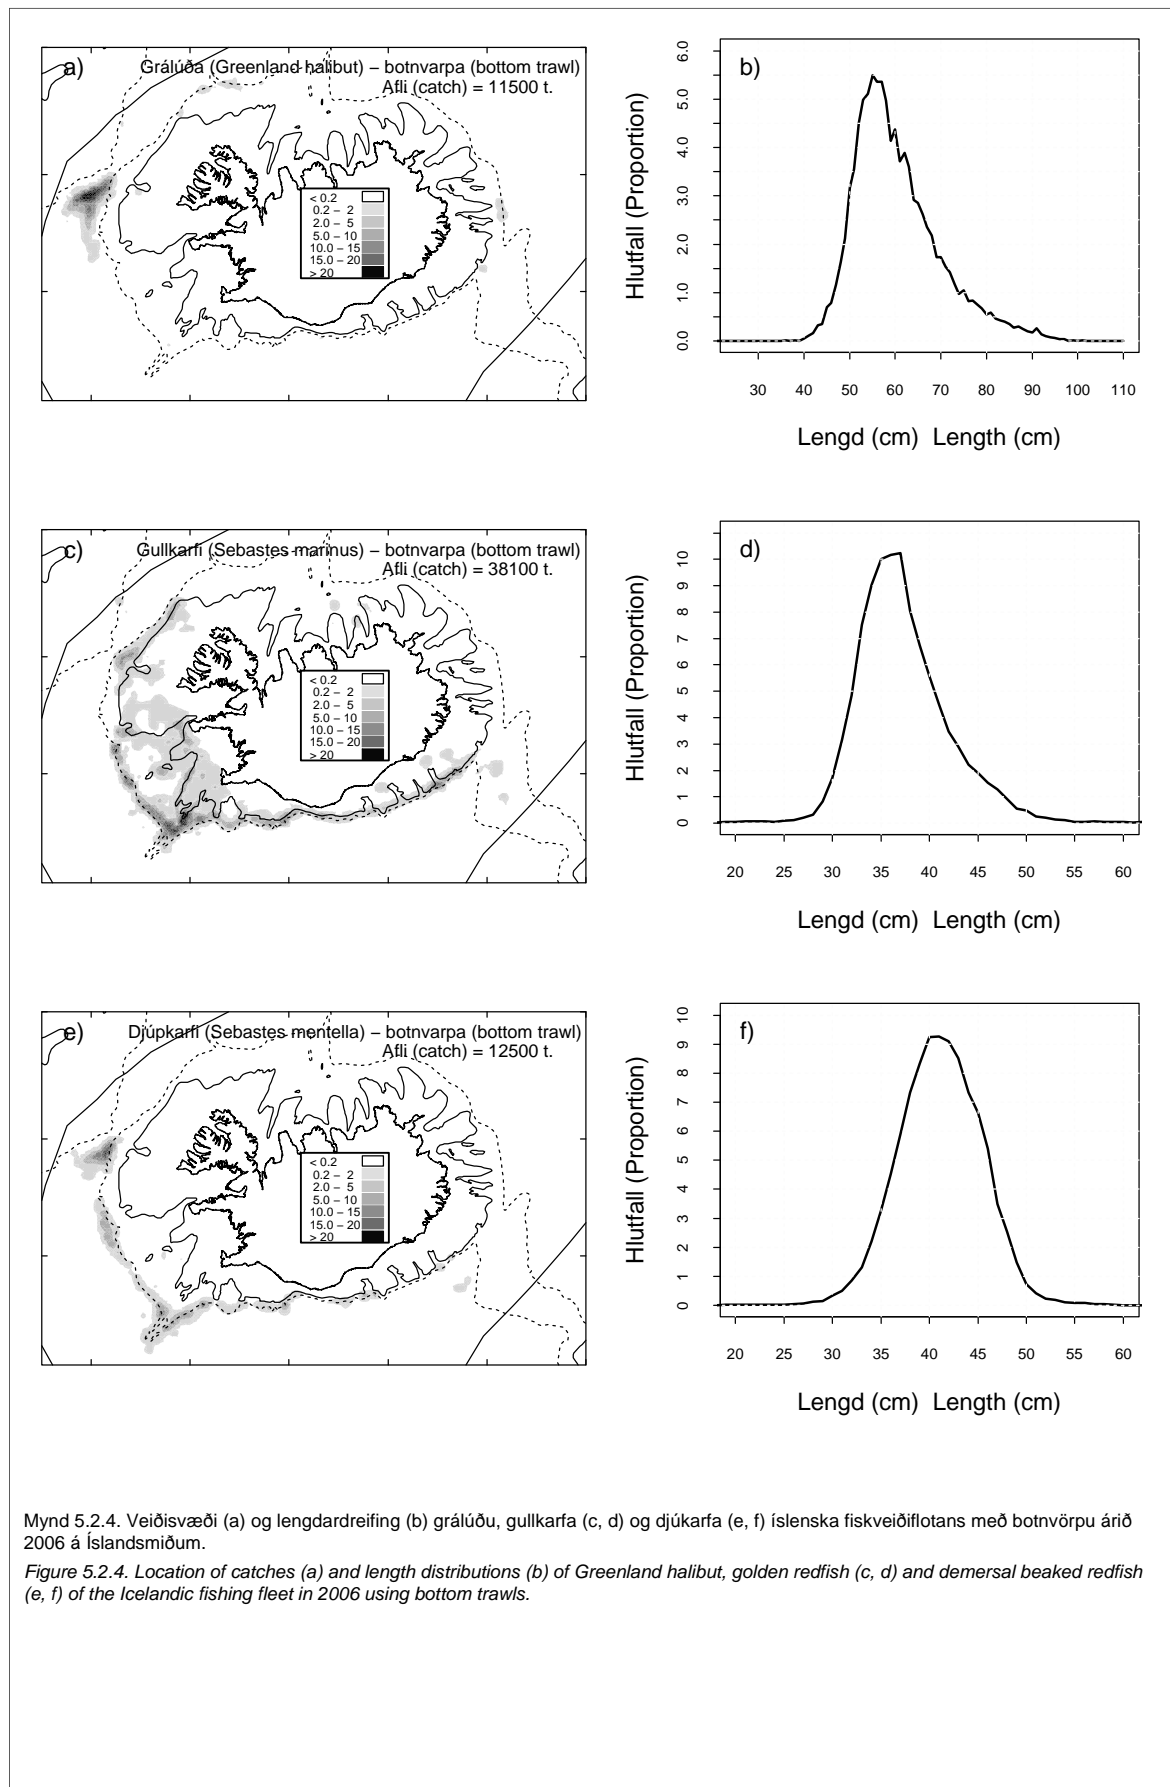 a) Grálúða (Greenland halibut) – botnvarpa (bottom trawl)
Afli (catch) = 11500 t.
< 0.2
0.2 – 2
2.0 – 5
5.0 – 10
10.0 – 15
15.0 – 20
> 20
b)
Hlutfall (Proportion)
6.0
5.0
4.0
3.0
2.0
1.0
0.0
30 40 50 60 70 80 90 100 110
Lengd (cm) Length (cm)
c) Gullkarfi (Sebastes marinus) – botnvarpa (bottom trawl)
Afli (catch) = 38100 t.
< 0.2
0.2 – 2
2.0 – 5
5.0 – 10
10.0 – 15
15.0 – 20
> 20
d)
Hlutfall (Proportion)
10
9
8
7
6
5
4
3
2
1
0
20 25 30 35 40 45 50 55 60
Lengd (cm) Length (cm)
e) Djúpkarfi (Sebastes mentella) – botnvarpa (bottom trawl)
Afli (catch) = 12500 t.
< 0.2
0.2 – 2
2.0 – 5
5.0 – 10
10.0 – 15
15.0 – 20
> 20
f)
Hlutfall (Proportion)
10
9
8
7
6
5
4
3
2
1
0
20 25 30 35 40 45 50 55 60
Lengd (cm) Length (cm)
Mynd 5.2.4. Veiðisvæði (a) og lengdardreifing (b) grálúðu, gullkarfa (c, d) og djúkarfa (e, f) íslenska fiskveiðiflotans með botnvörpu árið
2006 á Íslandsmiðum.
Figure 5.2.4. Location of catches (a) and length distributions (b) of Greenland halibut, golden redfish (c, d) and demersal beaked redfish
(e, f) of the Icelandic fishing fleet in 2006 using bottom trawls.